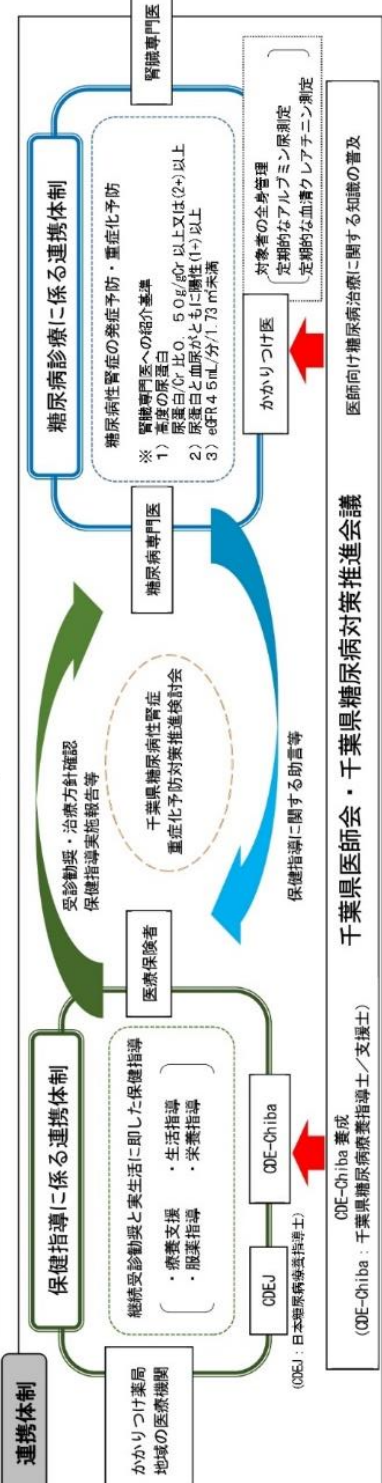 連携体制
保健指導に係る連携体制
かかりつけ薬局
地域の医療機関
継続受診勧奨と実生活に即した保健指導
・療養支援　・生活指導
・服薬指導　・栄養指導
医療保険者
CDEJ
CDE-Chiba
(CDEJ：日本糖尿病療養指導士)
受診勧奨・治療方針確認
保健指導実施報告等
千葉県糖尿病性腎症
重症化予防対策推進検討会
保健指導に関する助言等
糖尿病診療に係る連携体制
糖尿病専門医
腎臓専門医
糖尿病性腎症の発症予防・重症化予防
※　腎臓専門医への紹介基準
1）高度の尿蛋白
尿蛋白/Cr 比０．５０g/gCr 以上又は(2+)以上
2）尿蛋白と血尿がともに陽性(1+)以上
3）eGFR４５mL/分/1.73 ㎡未満
かかりつけ医
対象者の全身管理
定期的なアルブミン尿測定
定期的な血清クレアチニン測定
CDE-Chiba 養成
(CDE-Chiba：千葉県糖尿病療養指導士／支援士)
千葉県医師会・千葉県糖尿病対策推進会議
医師向け糖尿病治療に関する知識の普及